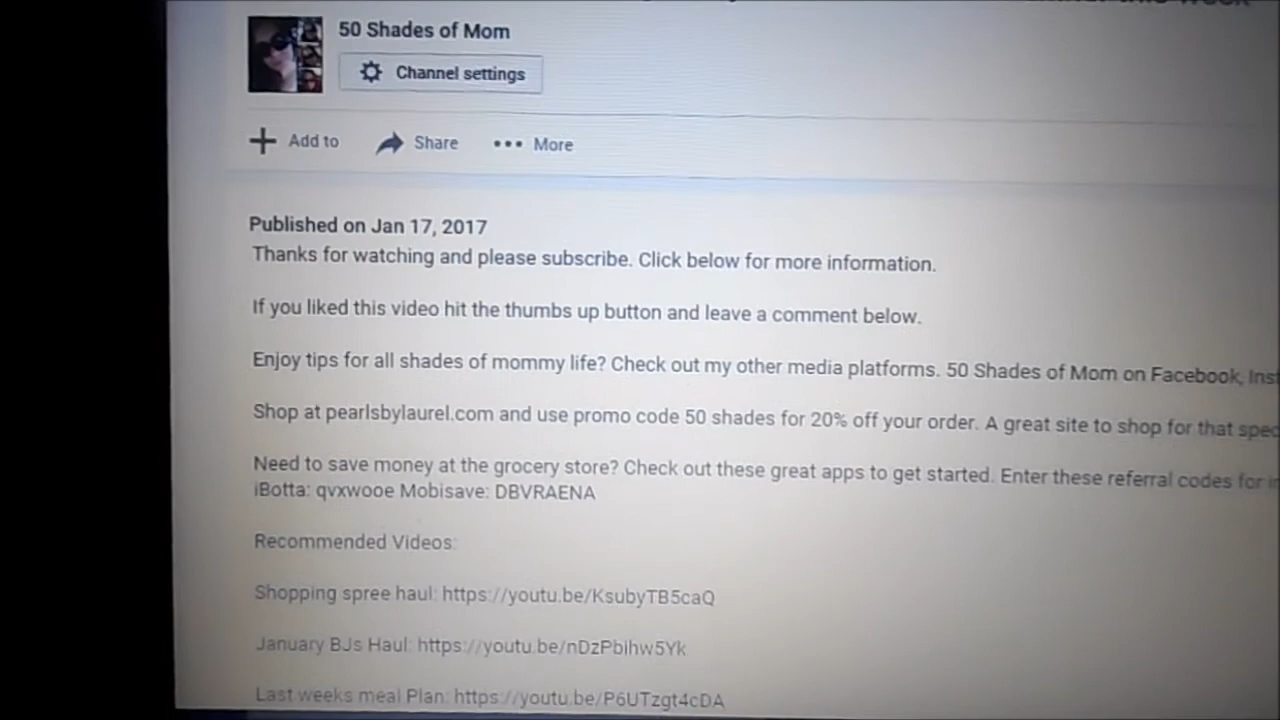 50 Shades of Mom
Channel settings
Add to Share More
Published on Jan 17, 2017
Thanks for watching and please subscribe. Click below for more information.
If you liked this video hit the thumbs up button and leave a comment below.
Enjoy tips for all shades of mommy life? Check out my other media platforms. 50 Shades of Mom on Facebook,
Shop at pearlsbylaurel.com and use promo code 50 shades for 20% off your order. A great site to shop for that
Need to save money at the grocery store? Check out these great apps to get started. Enter these referral codes for
iBotta: qvxwooe Mobisave: DBVRAENA
Recommended Videos:
Shopping spree haul: https://youtu.be/KsubyTB5caQ
January BJs Haul: https://youtu.be/nDzPbihw5Yk
Last weeks meal Plan: https://youtu.be/P6UTzgt4cDA